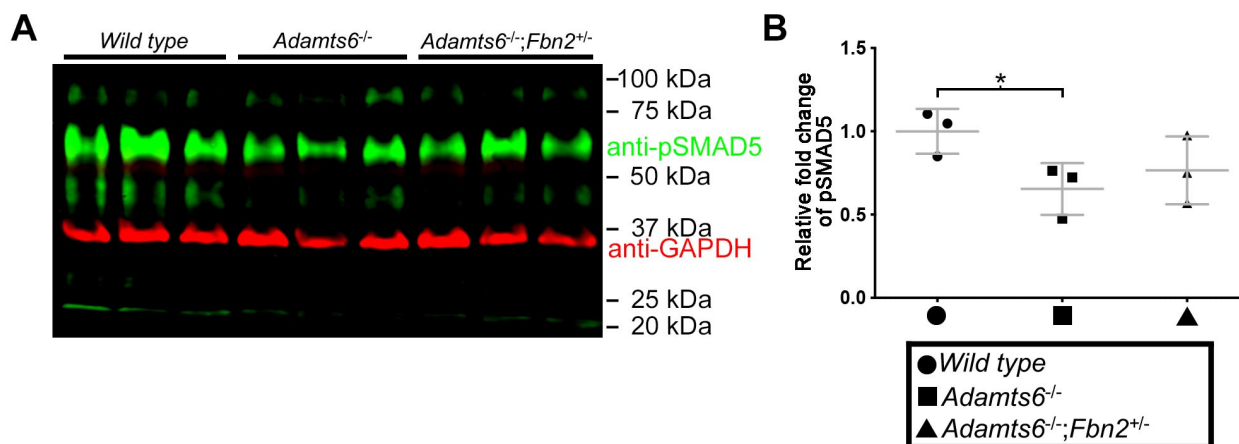 A
Wild type
Adamts6-/-
Adamts6-/-;Fbn2+/-
–100 kDa
– 75 kDa
anti-pSMAD5
– 50 kDa
– 37 kDa
anti-GAPDH
– 25 kDa
– 20 kDa
B
Relative fold change
of pSMAD5
1.5
1.0
0.5
0.0
*
Wild type
Adamts6-/-
Adamts6-/-;Fbn2+/-